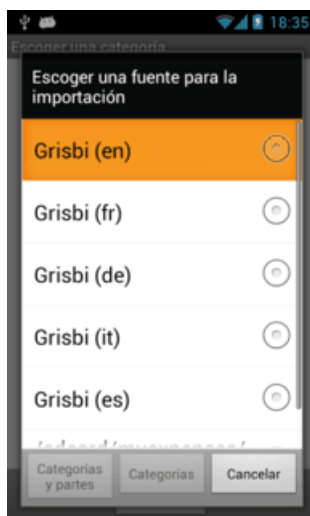 18:35
Escoger una categoría
Escoger una fuente para la
importación
Grisbi (en)
Grisbi (fr)
Grisbi (de)
Grisbi (it)
Grisbi (es)
Categorías
y partes
Categorías
Cancelar